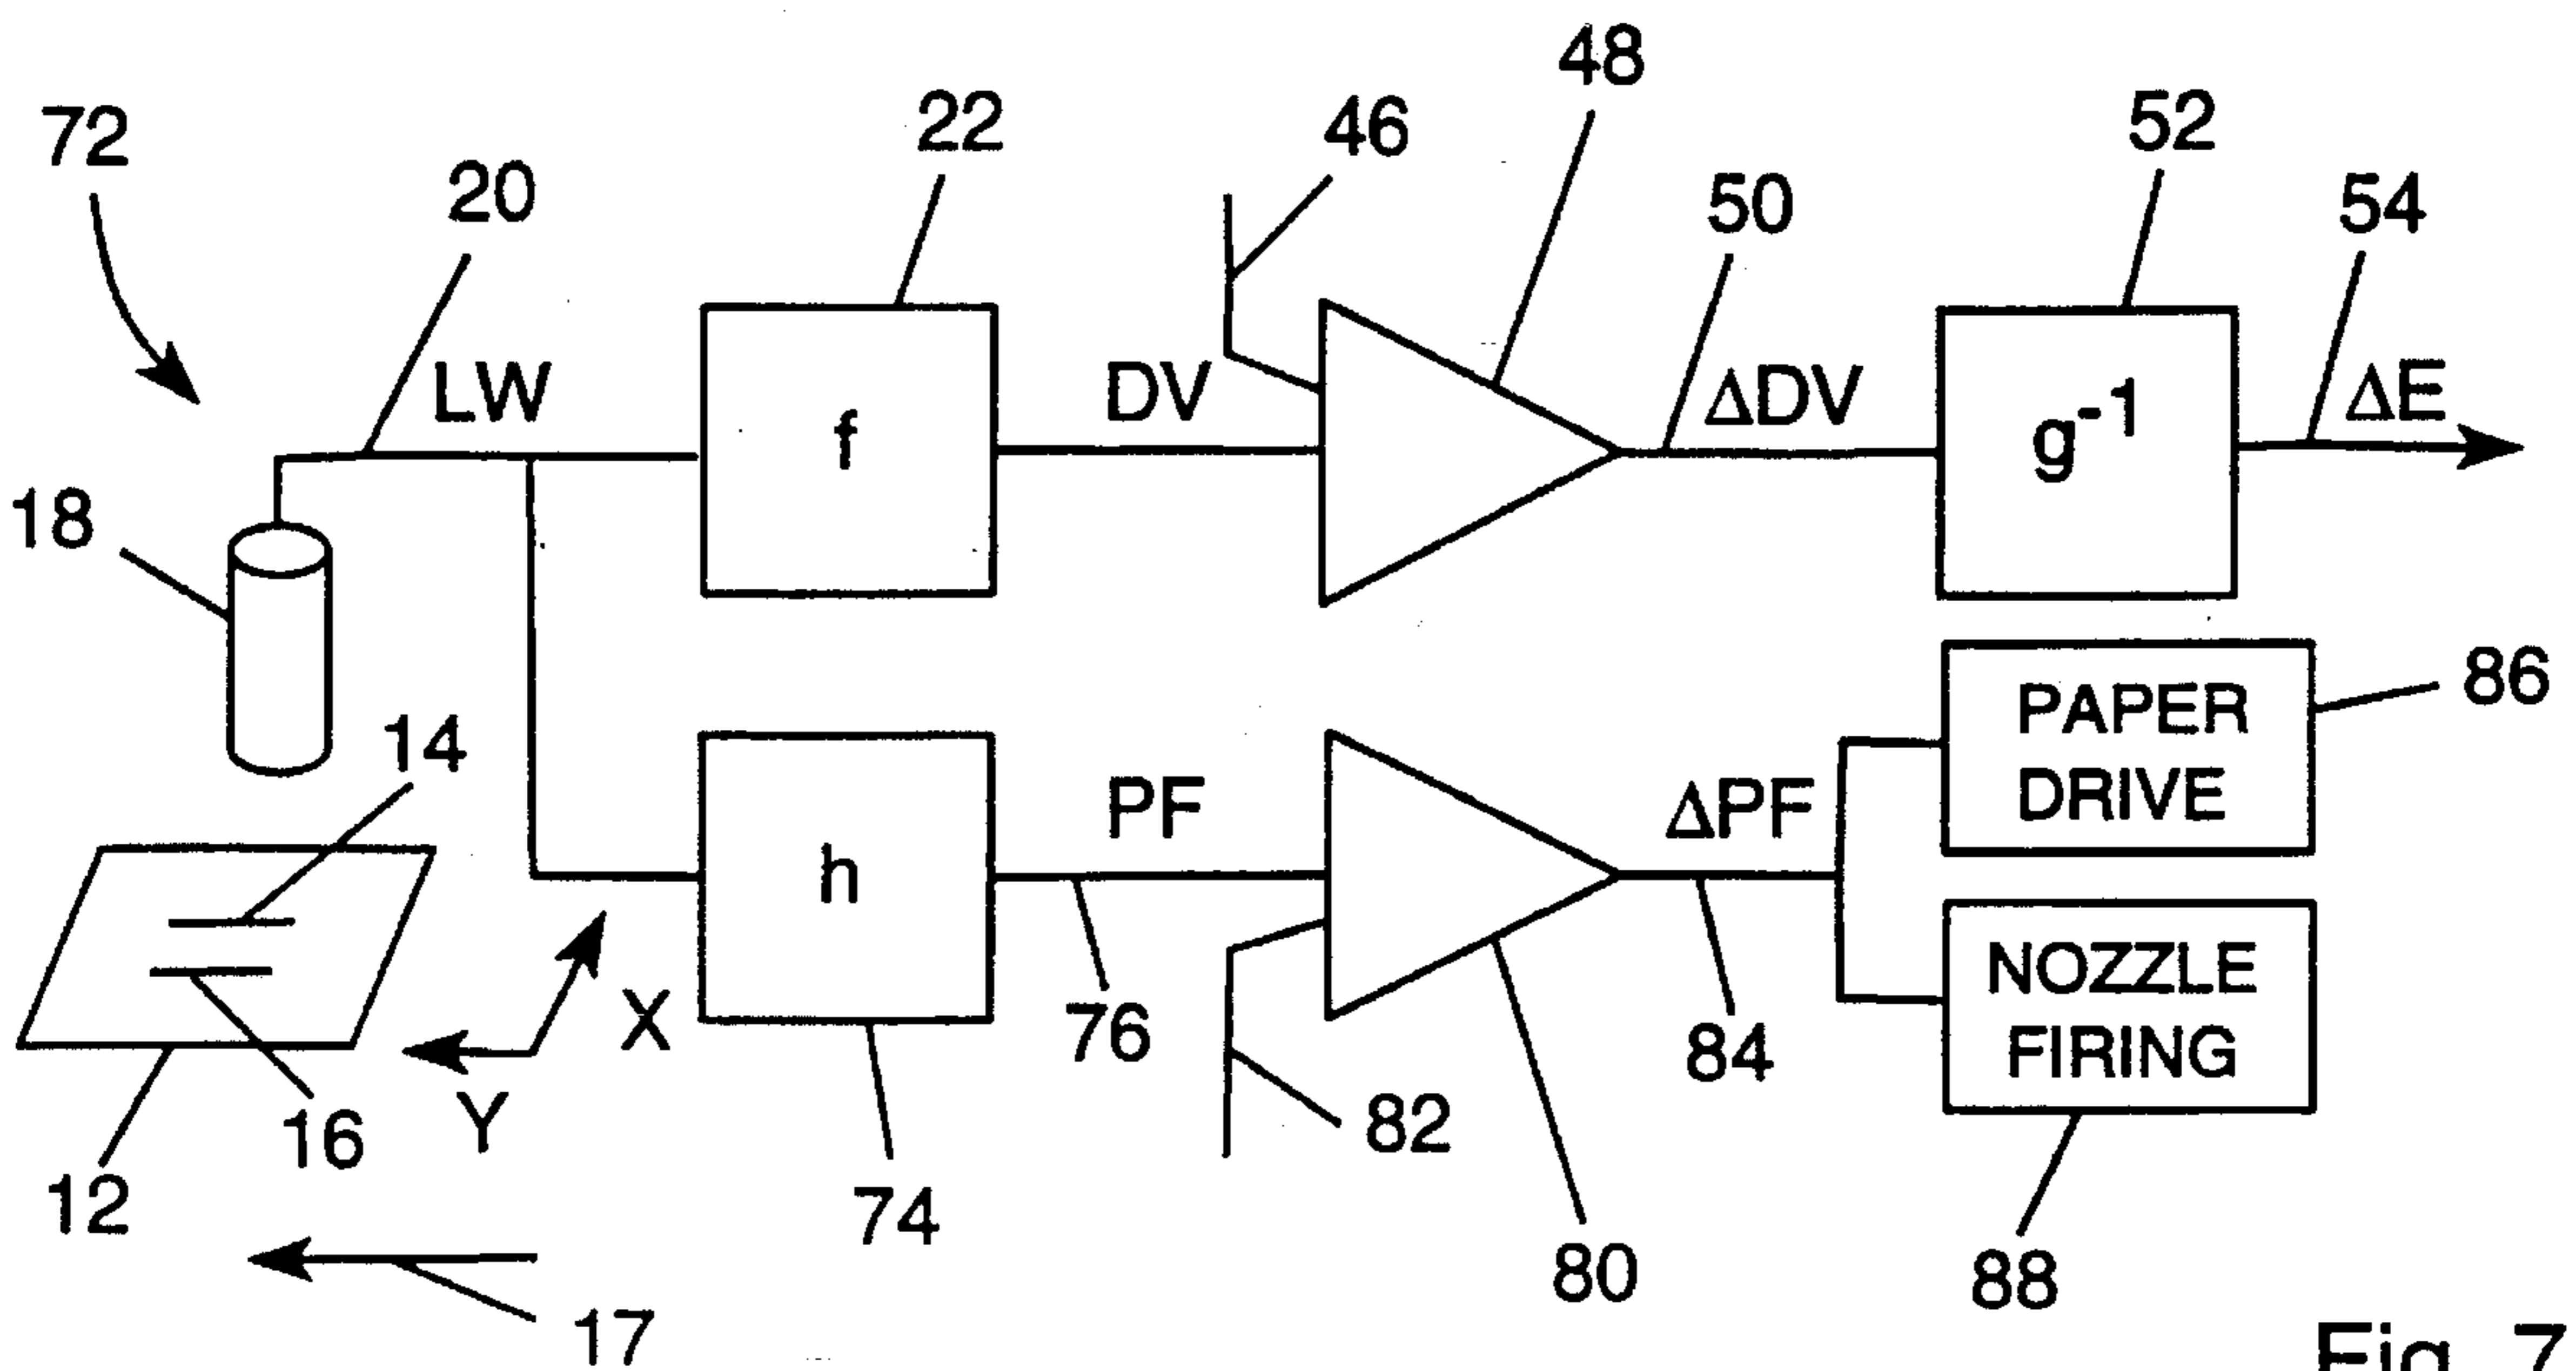 48
72
22
46
52
20
50
54
LW
f
DV
ΔDV
g-1
ΔE
18
14
PAPER
DRIVE
86
PF
ΔPF
h
NOZZLE
FIRING
X
76
84
Y
82
16
12
74
80
88
17
Fig. 7